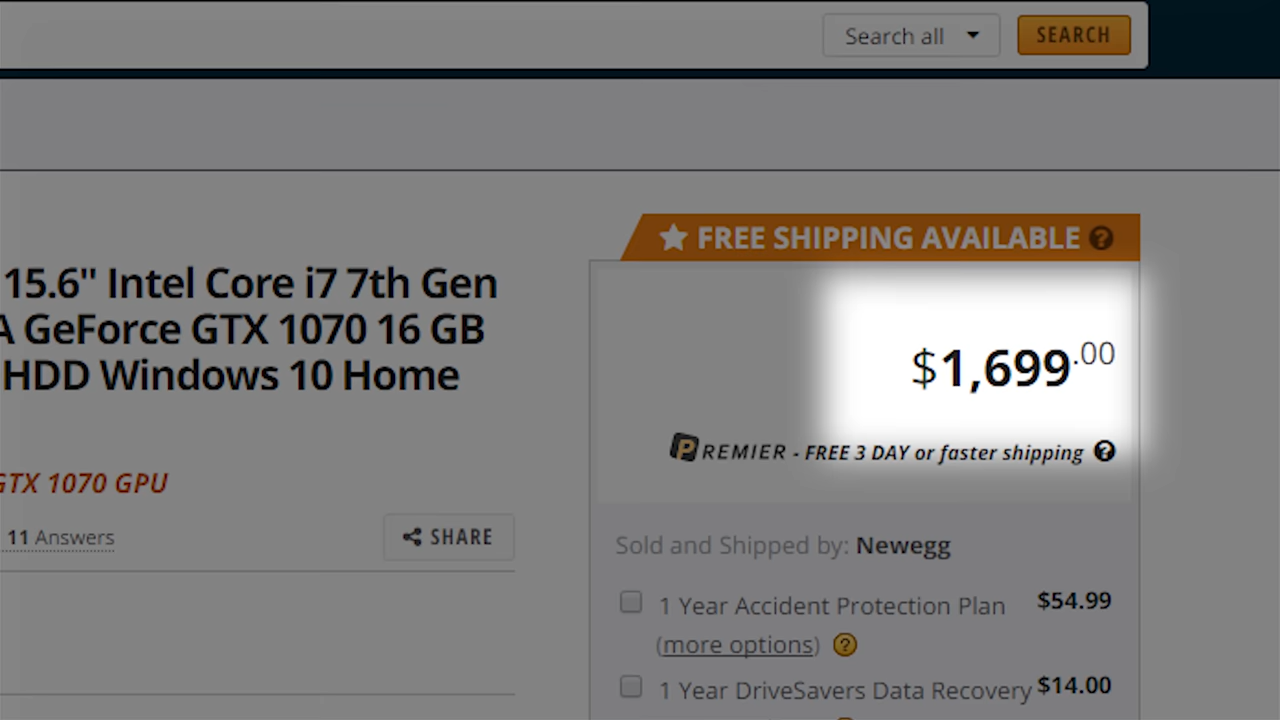 Search all
SEARCH
FREE SHIPPING AVAILABLE ?
15.6" Intel Core i7 7th Gen
A GeForce GTX 1070 16 GB
HDD Windows 10 Home
$1,699.00
PREMIER - FREE 3 DAY or faster shipping ?
GTX 1070 GPU
11 Answers
SHARE
Sold and Shipped by: Newegg
1 Year Accident Protection Plan $54.99
(more options) ?
1 Year DriveSavers Data Recovery $14.00